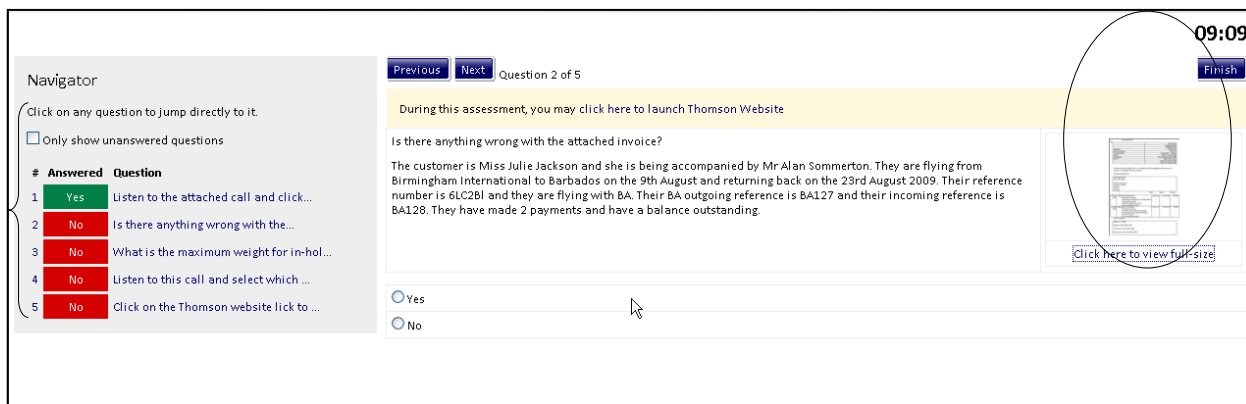 09:09
Navigator
Click on any question to jump directly to it.
Only show unanswered questions
# Answered Question
1 Yes Listen to the attached call and click...
2 No Is there anything wrong with the...
3 No What is the maximum weight for in-hol...
4 No Listen to this call and select which ...
5 No Click on the Thomson website lick to ...
Previous Next Question 2 of 5 Finish
During this assessment, you may click here to launch Thomson Website
Is there anything wrong with the attached invoice?
The customer is Miss Julie Jackson and she is being accompanied by Mr Alan Sommerton. They are flying from
Birmingham International to Barbados on the 9th August and returning back on the 23rd August 2009. Their reference
number is 6LC2Bl and they are flying with BA. Their BA outgoing reference is BA127 and their incoming reference is
BA128. They have made 2 payments and have a balance outstanding.
Click here to view full-size
Yes
No